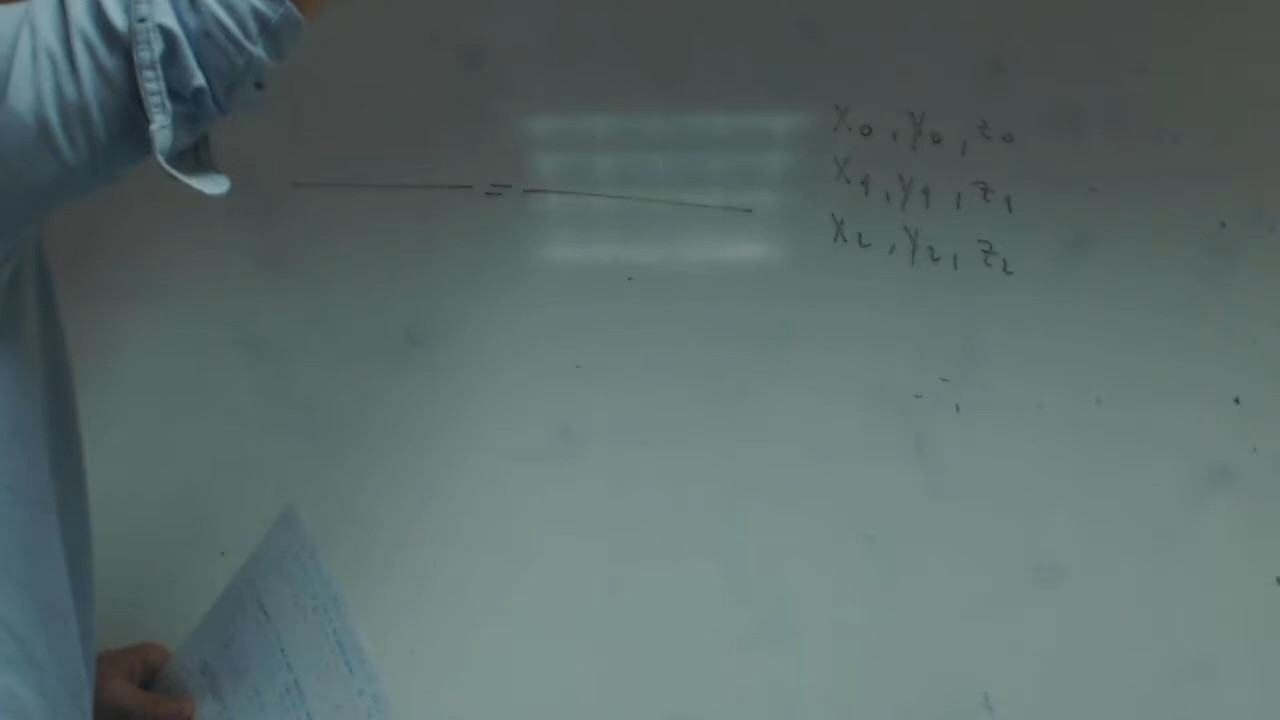 =
x₀, y₀, z₀
x₁, y₁, z₁
x₂, y₂, z₂